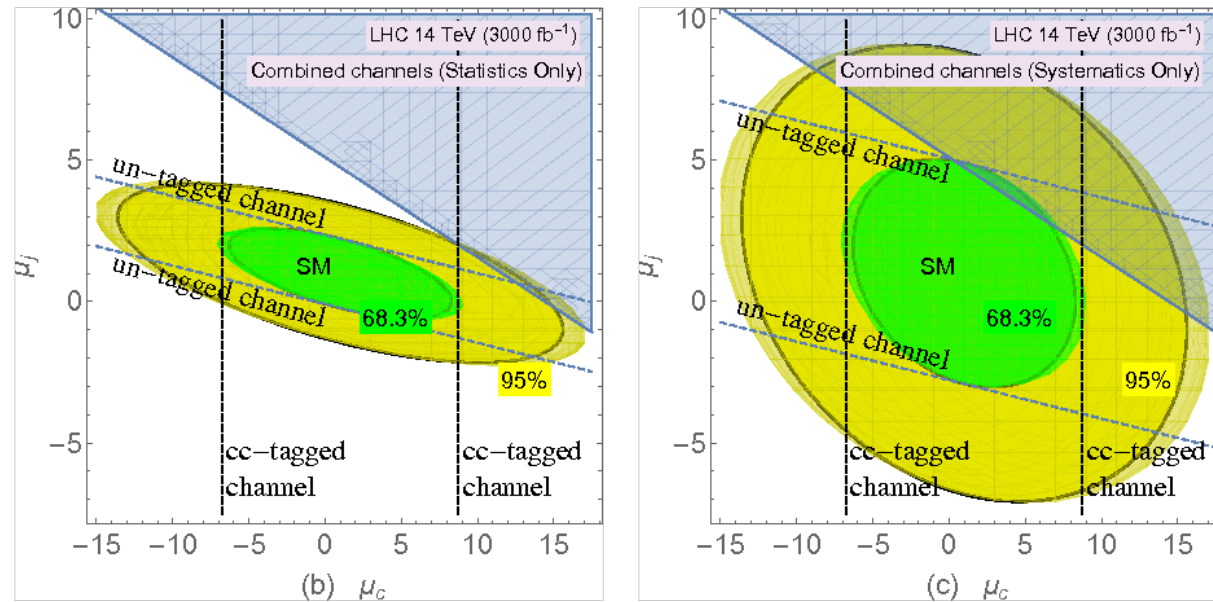 10
LHC 14 TeV (3000 fb⁻¹)
Combined channels (Statistics Only)
5
un-tagged channel
SM
μj
0
un-tagged channel
68.3%
95%
-5
cc-tagged
channel
cc-tagged
channel
-15 -10 -5 0 5 10 15
(b) μc
10
LHC 14 TeV (3000 fb⁻¹)
Combined channels (Systematics Only)
un-tagged channel
5
SM
μj
0
68.3%
un-tagged channel
95%
-5
cc-tagged
channel
cc-tagged
channel
-15 -10 -5 0 5 10 15
(c) μc